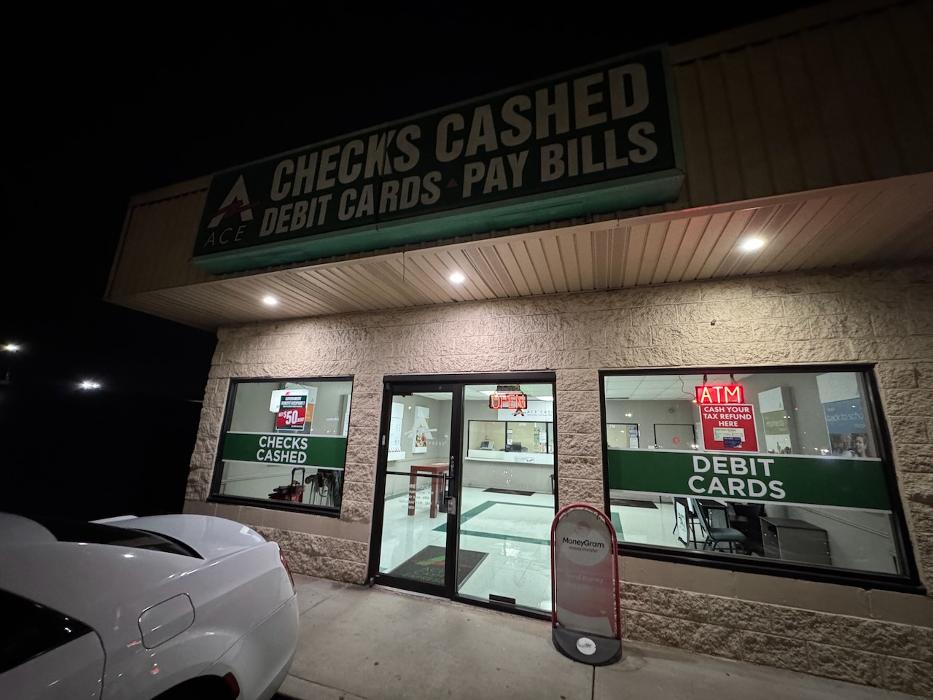 CHECKS CASHED
DEBIT CARDS PAY BILLS
ACE
$50
CHECKS
CASHED
OPEN
ATM
CASH YOUR
TAX REFUND
HERE
DEBIT
CARDS
MoneyGram